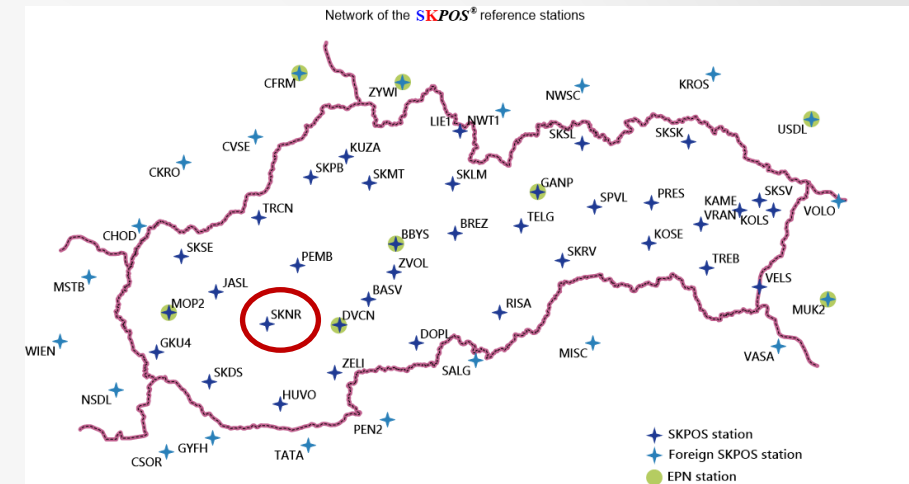 Network of the SKPOS® reference stations
CFRM
ZYWI
NWSC
KROS
LIE1
NWT1
USDL
CVSE
KUZA
SKSL
SKSK
CKRO
SKPB
SKMT
SKLM
GANP
SPVL
PRES
KAME
SKSV
TRCN
VRAN
KOLS
VOLO
CHOD
BREZ
TELG
BBYS
KOSE
SKSE
PEMB
ZVOL
SKRV
TREB
MSTB
JASL
BASV
VELS
MOP2
SKNR
DVCN
RISA
MUK2
WIEN
GKU4
DOPL
MISC
VASA
SALG
SKDS
ZELI
NSDL
HUVO
PEN2
CSOR
GYFH
TATA
SKPOS station
Foreign SKPOS station
EPN station